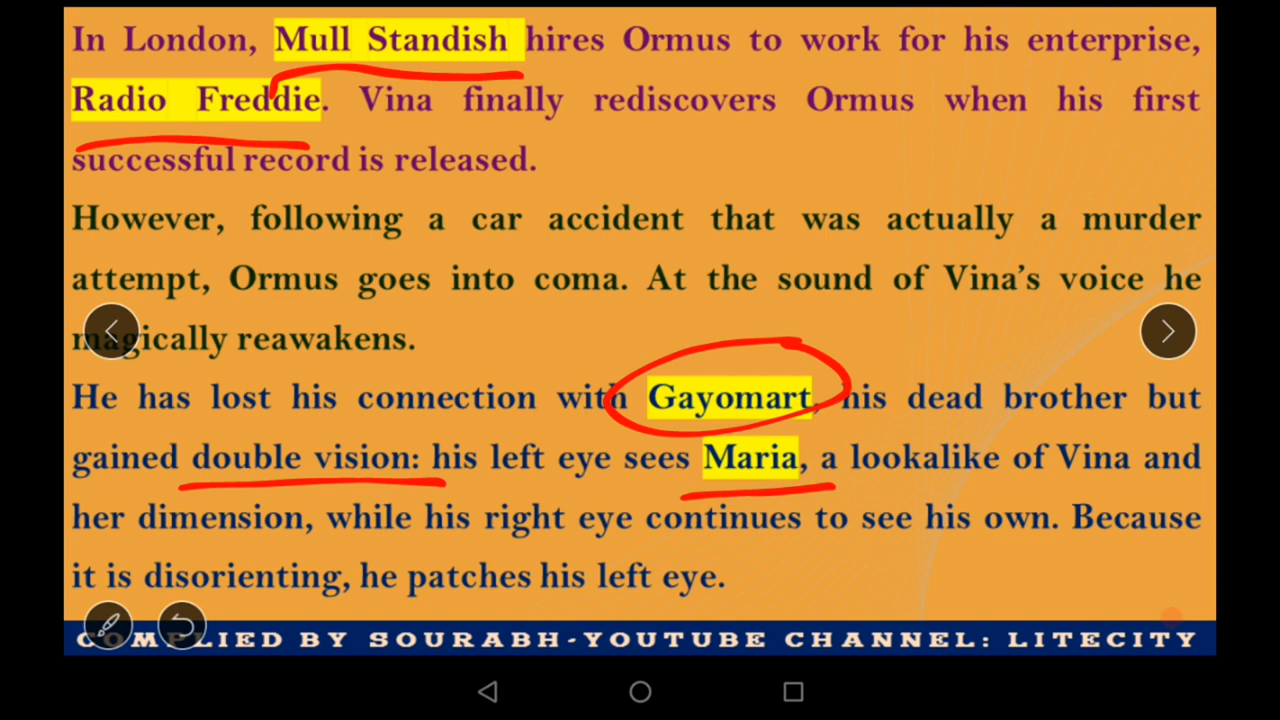 In London, Mull Standish hires Ormus to work for his enterprise,
Radio Freddie. Vina finally rediscovers Ormus when his first
successful record is released.
However, following a car accident that was actually a murder
attempt, Ormus goes into coma. At the sound of Vina's voice he
magically reawakens.
He has lost his connection with Gayomart, his dead brother but
gained double vision: his left eye sees Maria, a lookalike of Vina and
her dimension, while his right eye continues to see his own. Because
it is disorienting, he patches his left eye.
COMPLIED BY SOURABH-YOUTUBE CHANNEL: LITECITY